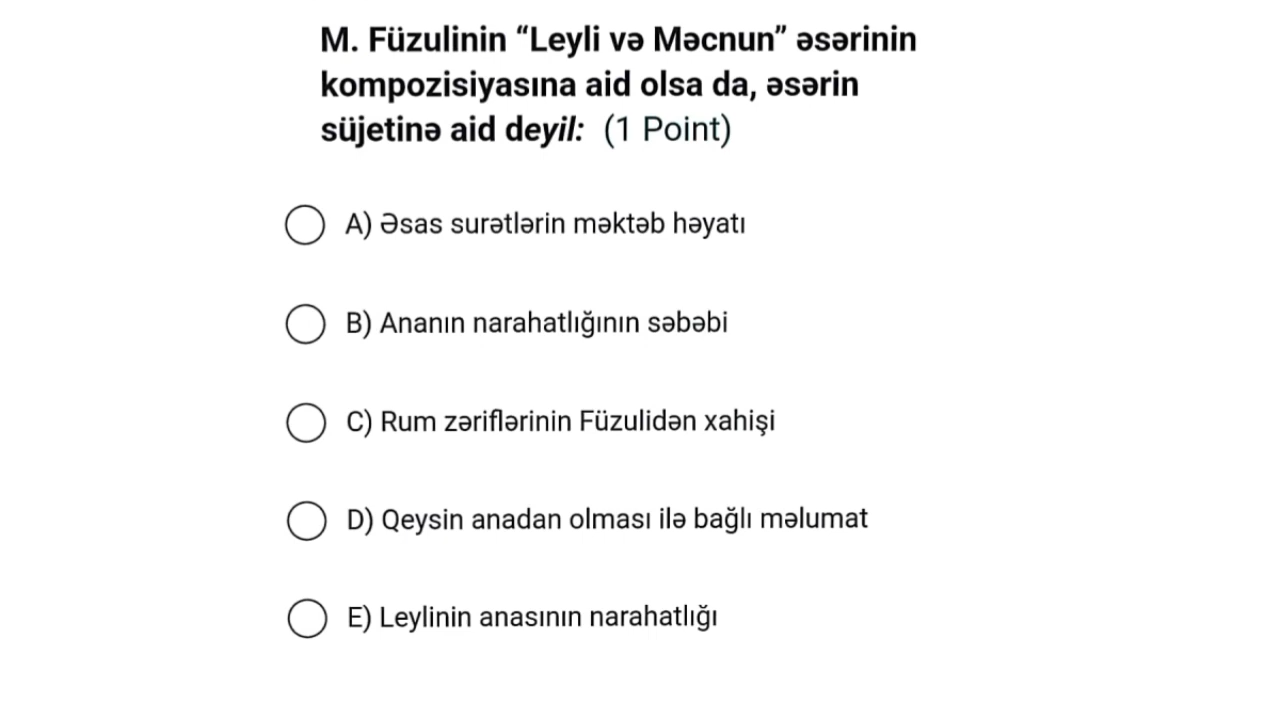 M. Füzulinin “Leyli və Məcnun” əsərinin
kompozisiyasına aid olsa da, əsərin
süjetinə aid deyil: (1 Point)
A) Əsas surətlərin məktəb həyatı
B) Ananın narahatlığının səbəbi
C) Rum zəriflərinin Füzulidən xahişi
D) Qeysin anadan olması ilə bağlı məlumat
E) Leylinin anasının narahatlığı